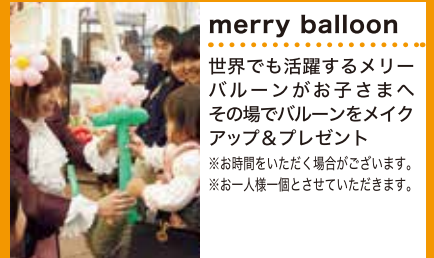 merry balloon
世界でも活躍するメリー
バルーンがお子さまへ
その場でバルーンをメイク
アップ＆プレゼント
※お時間をいただく場合がございます。
※お一人様一個とさせていただきます。